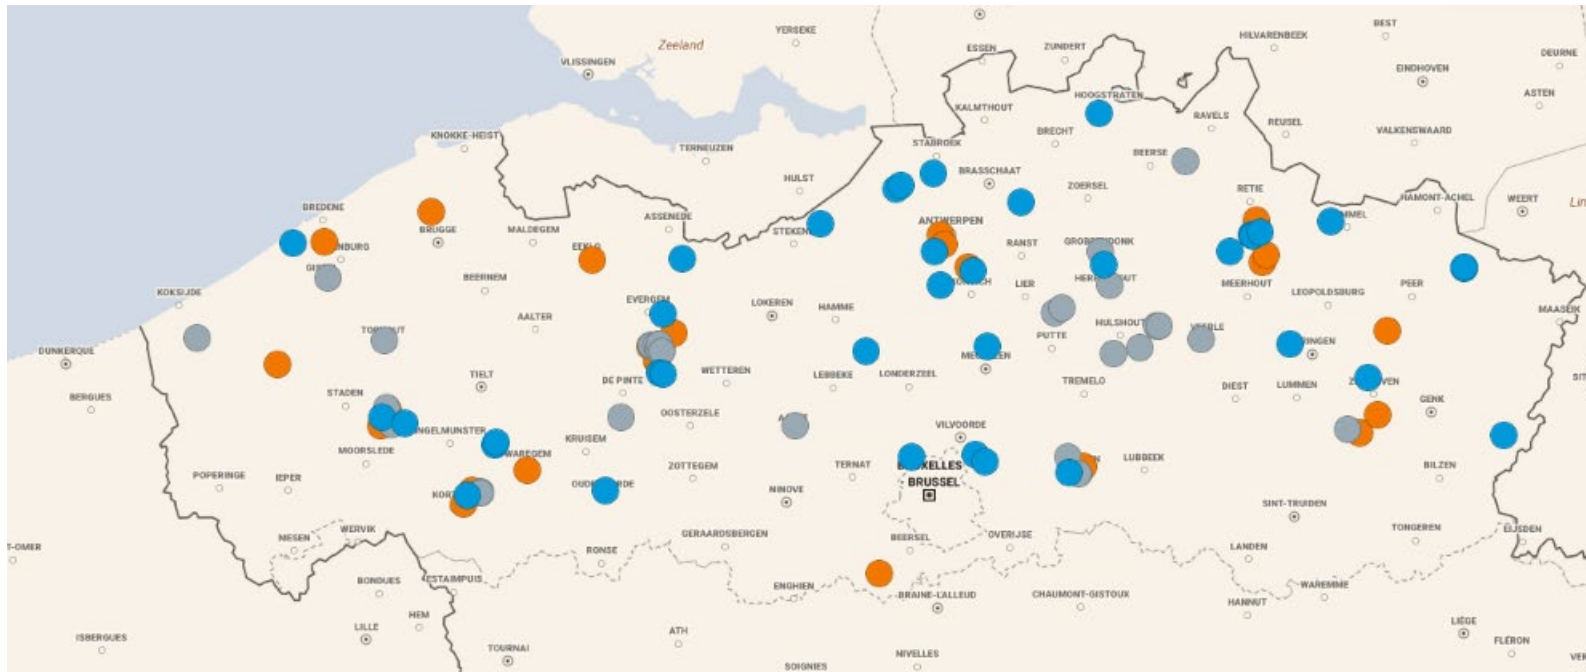 YERSEKE
BEST
Zeeland
ESSEN
ZUNDERT
HILVARENBEEK
DEURNE
VLISSINGEN
EINDHOVEN
ASTEN
HOOGSTRATEN
KALMTHOUT
RAVELS
REUSEL
VALKENSWAARD
BRECHT
KNOKKE-HEIST
TERNEUZEN
STABROEK
BEERSE
HULST
BRASSCHAAT
ZOERSEL
RETIE
HAMONT-ACHEL
WEERT
BREDENE
BRUGGE
MALDEGEM
ASSENEDE
STEKEN
ANTWERPEN
RANST
KOKSIJDE
BEERNEM
EVERGEM
LOKEREN
HAMME
LIER
MEERHOUT
LEOPOLDSBURG
PEER
MAASEIK
AALTER
PUTTE
HULSHOUT
DUNKERQUE
TIELT
DE PINTE
WETTEREN
LEBBEKE
LONDERZEEL
TREMELO
DIEST
LUMMEN
GENK
BERGUES
STADEN
OOSTERZELE
VILVOORDE
MOORSLEDE
KRUISEM
WAREGEM
ZOTTEGEM
TERNAT
BRUSSEL
LUBBEEK
BILZEN
POPERINGE
IEPER
NINOVE
SINT-TRUIDEN
MESEN
WERVIK
GERAARDSBERGEN
BEERSEL
OVERIJSE
TONGEREN
EIJSDEN
T-OMER
RONSE
LANDEN
BONDUES
ESTAIMPUIS
ENGHIEN
BRAINE-L'ALLEUD
CHAUMONT-GISTOUX
HANNUT
WAREMME
HEM
LILLE
ATH
LIÈGE
ISBERGUES
TOURNAI
SOIGNIES
NIVELLES
FLÉRON